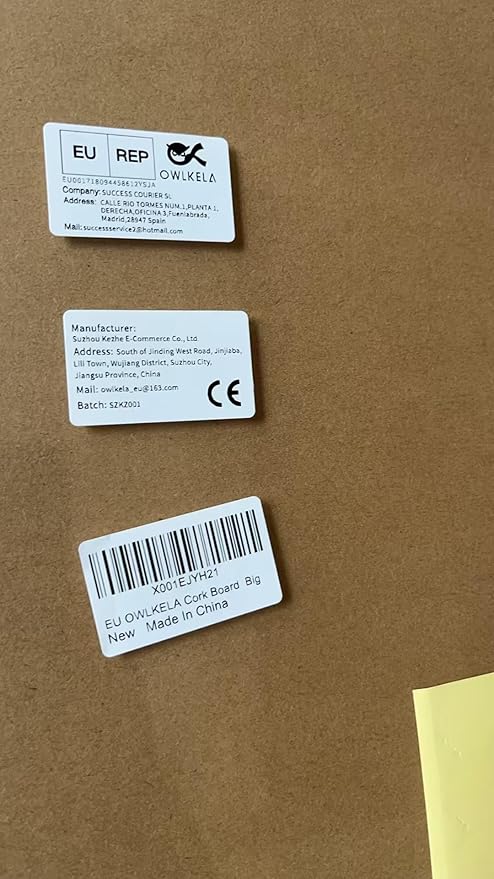 EU REP
OWLKELA
EU001718094458612YSJA
Company: SUCCESS COURIER SL
Address: CALLE RIO TORMES NUM.1,PLANTA 1,
DERECHA,OFICINA 3,Fuenlabrada,
Madrid,28947 Spain
Mail:successservice2@hotmail.com
Manufacturer:
Suzhou Kezhe E-Commerce Co., Ltd
Address: South of Jinding West Road, Jinjiaba,
Lili Town, Wujiang District, Suzhou City,
Jiangsu Province, China
Mail: owlkela_eu@163.com
Batch: SZKZ001
CE
X001EJYH21
EU OWLKELA Cork Board Big
New Made In China